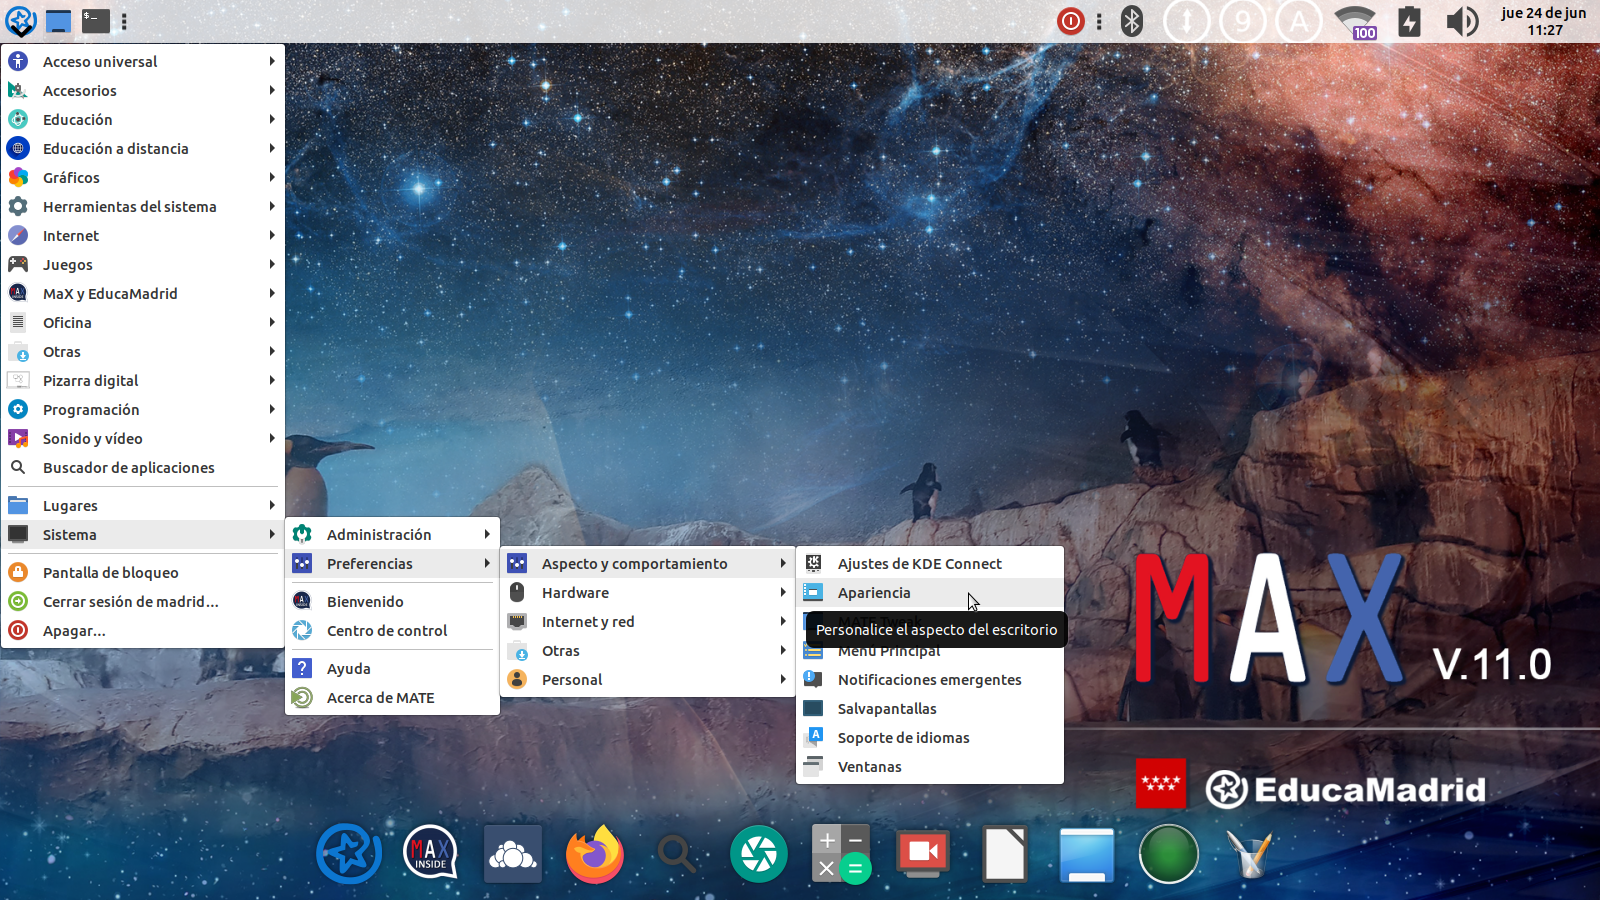 $-
9
A
100
jue 24 de jun
11:27
Acceso universal
Accesorios
Educación
Educación a distancia
Gráficos
Herramientas del sistema
Internet
Juegos
MaX y EducaMadrid
Oficina
Otras
Pizarra digital
Programación
Sonido y vídeo
Buscador de aplicaciones
Lugares
Sistema
Pantalla de bloqueo
Cerrar sesión de madrid...
Apagar...
Administración
Preferencias
Bienvenido
Centro de control
Ayuda
Acerca de MATE
Aspecto y comportamiento
Hardware
Internet y red
Otras
Personal
Ajustes de KDE Connect
Apariencia
MATE Tweak
Personalice el aspecto del escritorio
Menú Principal
Notificaciones emergentes
Salvapantallas
Soporte de idiomas
Ventanas
MAX V.11.0
EducaMadrid
MAX
INSIDE